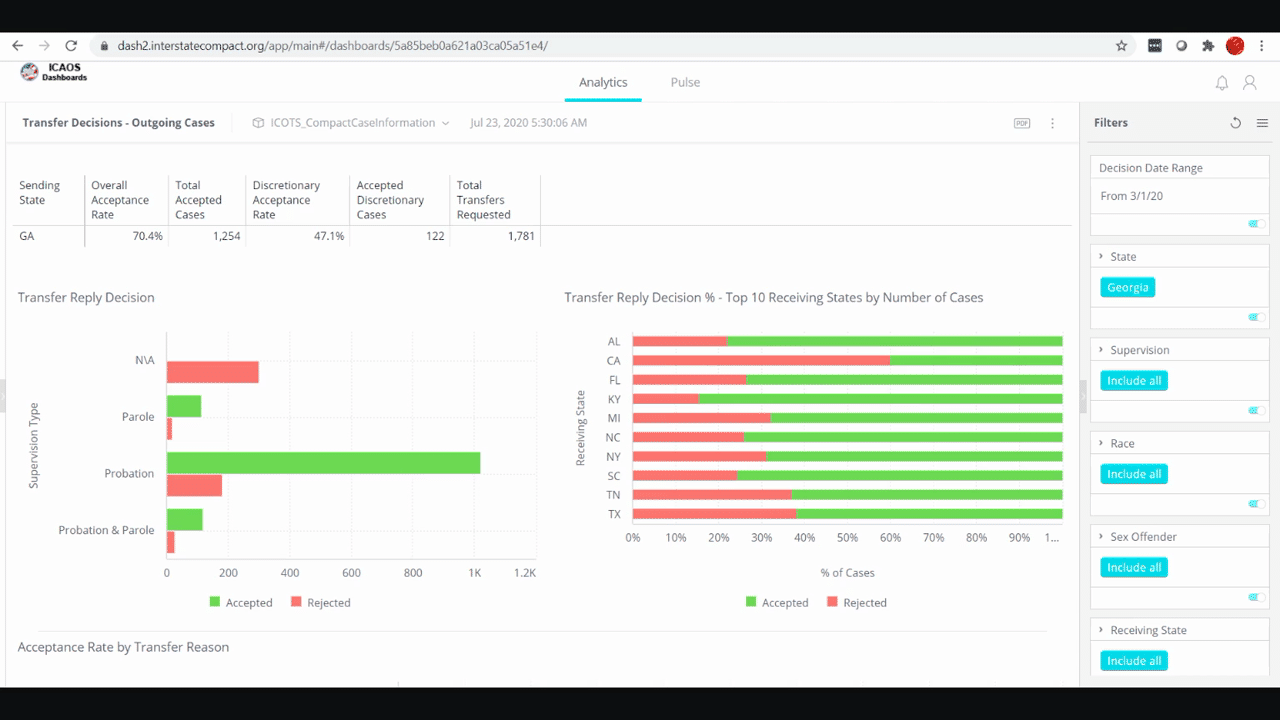 dash2.interstatecompact.org/app/main#/dashboards/5a85beb0a621a03ca05a51e4/
ICAOS
Dashboards
Analytics
Pulse
Transfer Decisions - Outgoing Cases
ICOTS_CompactCaseInformation
Jul 23, 2020 5:30:06 AM
PDF
Filters
Sending State
Overall Acceptance Rate
Total Accepted Cases
Discretionary Acceptance Rate
Accepted Discretionary Cases
Total Transfers Requested
GA 70.4% 1,254 47.1% 122 1,781
Transfer Reply Decision
Supervision Type
N\A
Parole
Probation
Probation & Parole
0 200 400 600 800 1K 1.2K
Accepted Rejected
Transfer Reply Decision % - Top 10 Receiving States by Number of Cases
Receiving State
AL
CA
FL
KY
MI
NC
NY
SC
TN
TX
0% 10% 20% 30% 40% 50% 60% 70% 80% 90% 1...
% of Cases
Accepted Rejected
Acceptance Rate by Transfer Reason
Decision Date Range
From 3/1/20
State
Georgia
Supervision
Include all
Race
Include all
Sex Offender
Include all
Receiving State
Include all